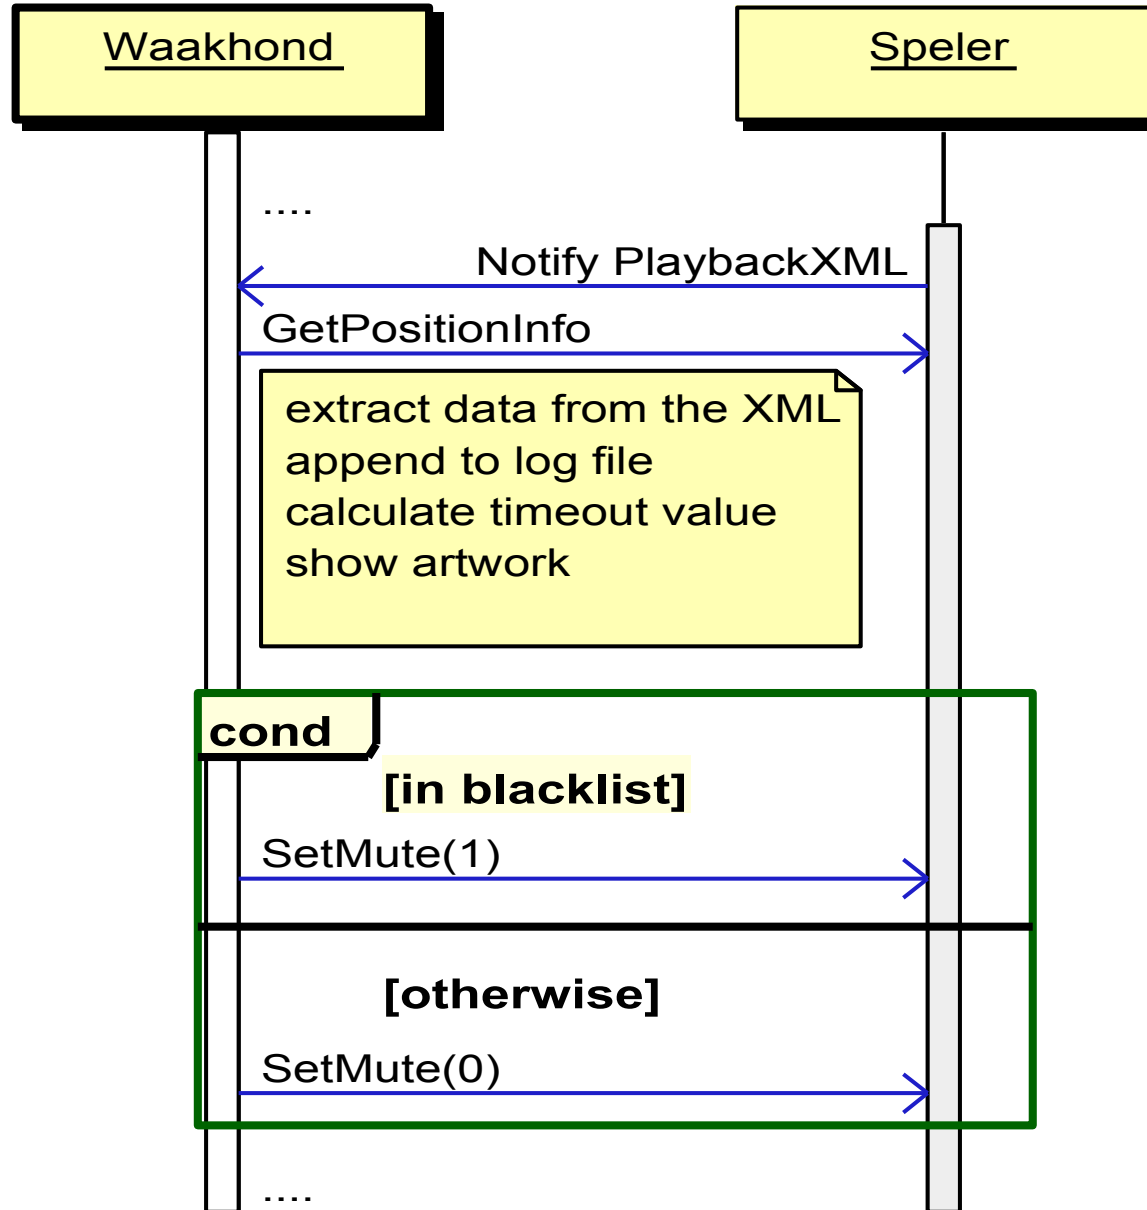 Waakhond
Speler
....
Notify PlaybackXML
GetPositionInfo
extract data from the XML
append to log file
calculate timeout value
show artwork
cond
[in blacklist]
SetMute(1)
[otherwise]
SetMute(0)
....